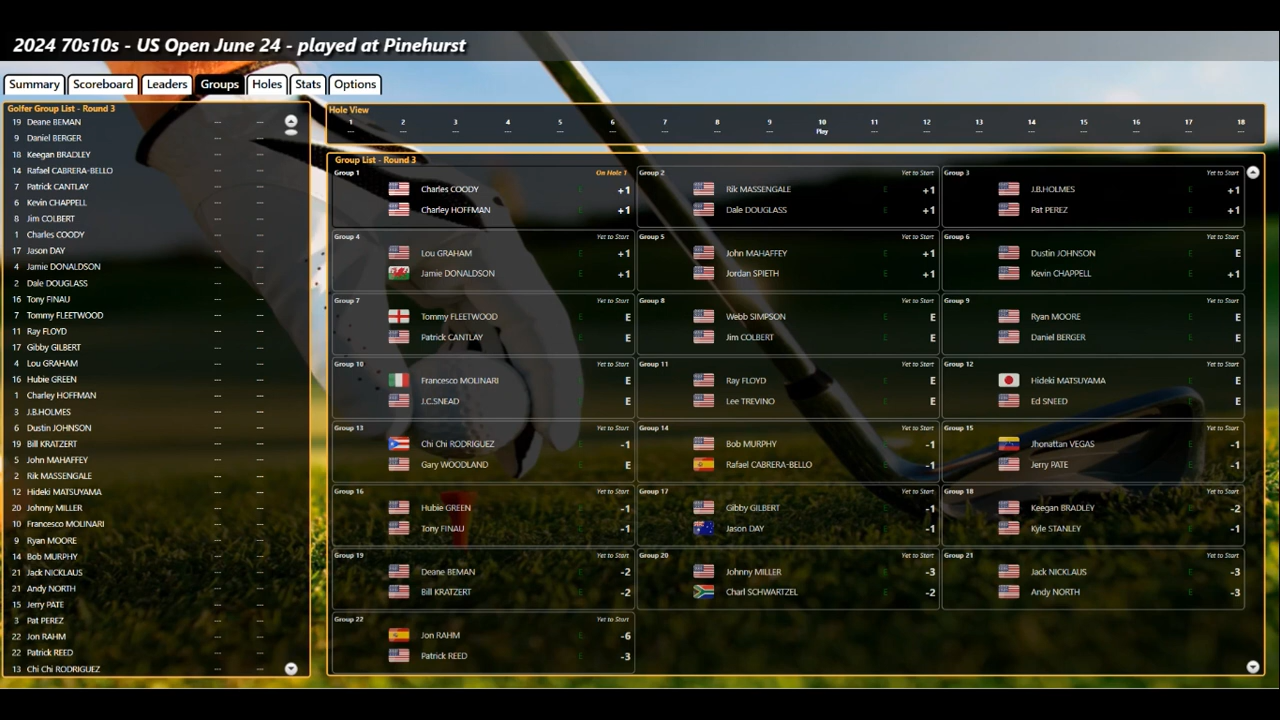 2024 70s10s - US Open June 24 - played at Pinehurst
Summary Scoreboard Leaders Groups Holes Stats Options
Golfer Group List - Round 3
19 Deane BEMAN --- ---
9 Daniel BERGER --- ---
18 Keegan BRADLEY --- ---
14 Rafael CABRERA-BELLO --- ---
7 Patrick CANTLAY --- ---
6 Kevin CHAPPELL --- ---
8 Jim COLBERT --- ---
1 Charles COODY --- ---
17 Jason DAY --- ---
4 Jamie DONALDSON --- ---
2 Dale DOUGLASS --- ---
16 Tony FINAU --- ---
7 Tommy FLEETWOOD --- ---
11 Ray FLOYD --- ---
17 Gibby GILBERT --- ---
4 Lou GRAHAM --- ---
16 Hubie GREEN --- ---
1 Charley HOFFMAN --- ---
3 J.B.HOLMES --- ---
6 Dustin JOHNSON --- ---
19 Bill KRATZERT --- ---
5 John MAHAFFEY --- ---
2 Rik MASSENGALE --- ---
12 Hideki MATSUYAMA --- ---
20 Johnny MILLER --- ---
10 Francesco MOLINARI --- ---
9 Ryan MOORE --- ---
14 Bob MURPHY --- ---
21 Jack NICKLAUS --- ---
21 Andy NORTH --- ---
15 Jerry PATE --- ---
3 Pat PEREZ --- ---
22 Jon RAHM --- ---
22 Patrick REED --- ---
13 Chi Chi RODRIGUEZ --- ---
Hole View
1 2 3 4 5 6 7 8 9 10 11 12 13 14 15 16 17 18
--- --- --- --- --- --- --- --- --- Play --- --- --- --- --- --- --- ---
Group List - Round 3
Group 1 On Hole 1
Charles COODY E +1
Charley HOFFMAN E +1
Group 2 Yet to Start
Rik MASSENGALE E +1
Dale DOUGLASS E +1
Group 3 Yet to Start
J.B.HOLMES E +1
Pat PEREZ E +1
Group 4 Yet to Start
Lou GRAHAM E +1
Jamie DONALDSON E +1
Group 5 Yet to Start
John MAHAFFEY E +1
Jordan SPIETH E +1
Group 6 Yet to Start
Dustin JOHNSON E E
Kevin CHAPPELL E +1
Group 7 Yet to Start
Tommy FLEETWOOD E E
Patrick CANTLAY E E
Group 8 Yet to Start
Webb SIMPSON E E
Jim COLBERT E E
Group 9 Yet to Start
Ryan MOORE E E
Daniel BERGER E E
Group 10 Yet to Start
Francesco MOLINARI E E
J.C.SNEAD E E
Group 11 Yet to Start
Ray FLOYD E E
Lee TREVINO E E
Group 12 Yet to Start
Hideki MATSUYAMA E E
Ed SNEED E E
Group 13 Yet to Start
Chi Chi RODRIGUEZ E -1
Gary WOODLAND E E
Group 14 Yet to Start
Bob MURPHY E -1
Rafael CABRERA-BELLO E -1
Group 15 Yet to Start
Jhonattan VEGAS E -1
Jerry PATE E -1
Group 16 Yet to Start
Hubie GREEN E -1
Tony FINAU E -1
Group 17 Yet to Start
Gibby GILBERT E -1
Jason DAY E -1
Group 18 Yet to Start
Keegan BRADLEY E -2
Kyle STANLEY E -1
Group 19 Yet to Start
Deane BEMAN E -2
Bill KRATZERT E -2
Group 20 Yet to Start
Johnny MILLER E -3
Charl SCHWARTZEL E -2
Group 21 Yet to Start
Jack NICKLAUS E -3
Andy NORTH E -3
Group 22 Yet to Start
Jon RAHM E -6
Patrick REED E -3